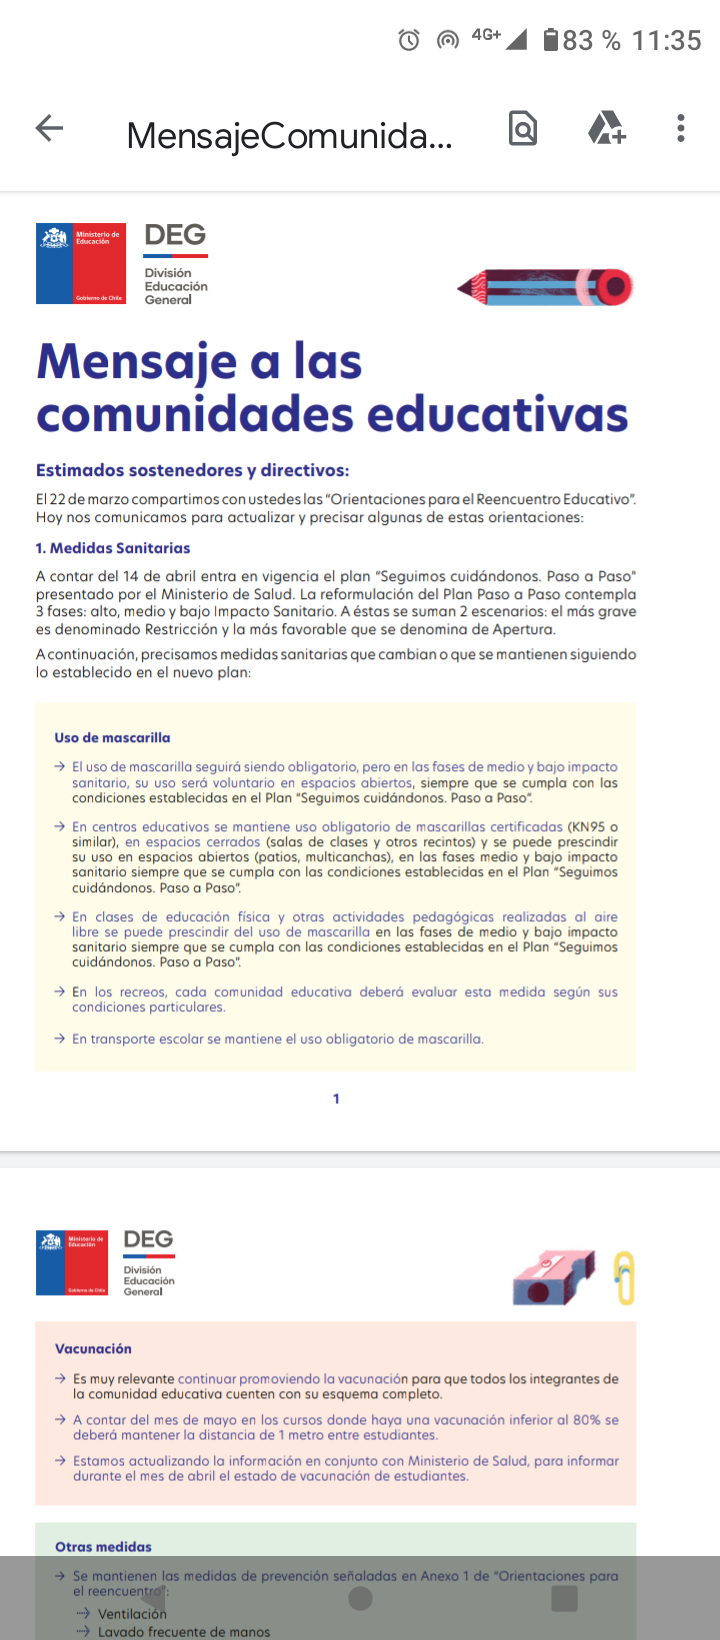 4G+ 83 % 11:35
MensajeComunida...
Ministerio de
Educación
Gobierno de Chile
DEG
División
Educación
General
Mensaje a las
comunidades educativas
Estimados sostenedores y directivos:
El 22 de marzo compartimos con ustedes las "Orientaciones para el Reencuentro Educativo".
Hoy nos comunicamos para actualizar y precisar algunas de estas orientaciones:
1. Medidas Sanitarias
A contar del 14 de abril entra en vigencia el plan "Seguimos cuidándonos. Paso a Paso"
presentado por el Ministerio de Salud. La reformulación del Plan Paso a Paso contempla
3 fases: alto, medio y bajo Impacto Sanitario. A éstas se suman 2 escenarios: el más grave
es denominado Restricción y la más favorable que se denomina de Apertura.
A continuación, precisamos medidas sanitarias que cambian o que se mantienen siguiendo
lo establecido en el nuevo plan:
Uso de mascarilla
→ El uso de mascarilla seguirá siendo obligatorio, pero en las fases de medio y bajo impacto
sanitario, su uso será voluntario en espacios abiertos, siempre que se cumpla con las
condiciones establecidas en el Plan "Seguimos cuidándonos. Paso a Paso".
→ En centros educativos se mantiene uso obligatorio de mascarillas certificadas (KN95 o
similar), en espacios cerrados (salas de clases y otros recintos) y se puede prescindir
su uso en espacios abiertos (patios, multicanchas), en las fases medio y bajo impacto
sanitario siempre que se cumpla con las condiciones establecidas en el Plan "Seguimos
cuidándonos. Paso a Paso".
→ En clases de educación física y otras actividades pedagógicas realizadas al aire
libre se puede prescindir del uso de mascarilla en las fases de medio y bajo impacto
sanitario siempre que se cumpla con las condiciones establecidas en el Plan "Seguimos
cuidándonos. Paso a Paso".
→ En los recreos, cada comunidad educativa deberá evaluar esta medida según sus
condiciones particulares.
→ En transporte escolar se mantiene el uso obligatorio de mascarilla.
1
Ministerio de
Educación
Gobierno de Chile
DEG
División
Educación
General
Vacunación
→ Es muy relevante continuar promoviendo la vacunación para que todos los integrantes de
la comunidad educativa cuenten con su esquema completo.
→ A contar del mes de mayo en los cursos donde haya una vacunación inferior al 80% se
deberá mantener la distancia de 1 metro entre estudiantes.
→ Estamos actualizando la información en conjunto con Ministerio de Salud, para informar
durante el mes de abril el estado de vacunación de estudiantes.
Otras medidas
→ Se mantienen las medidas de prevención señaladas en Anexo 1 de "Orientaciones para
el reencuentro":
→ Ventilación
→ Lavado frecuente de manos